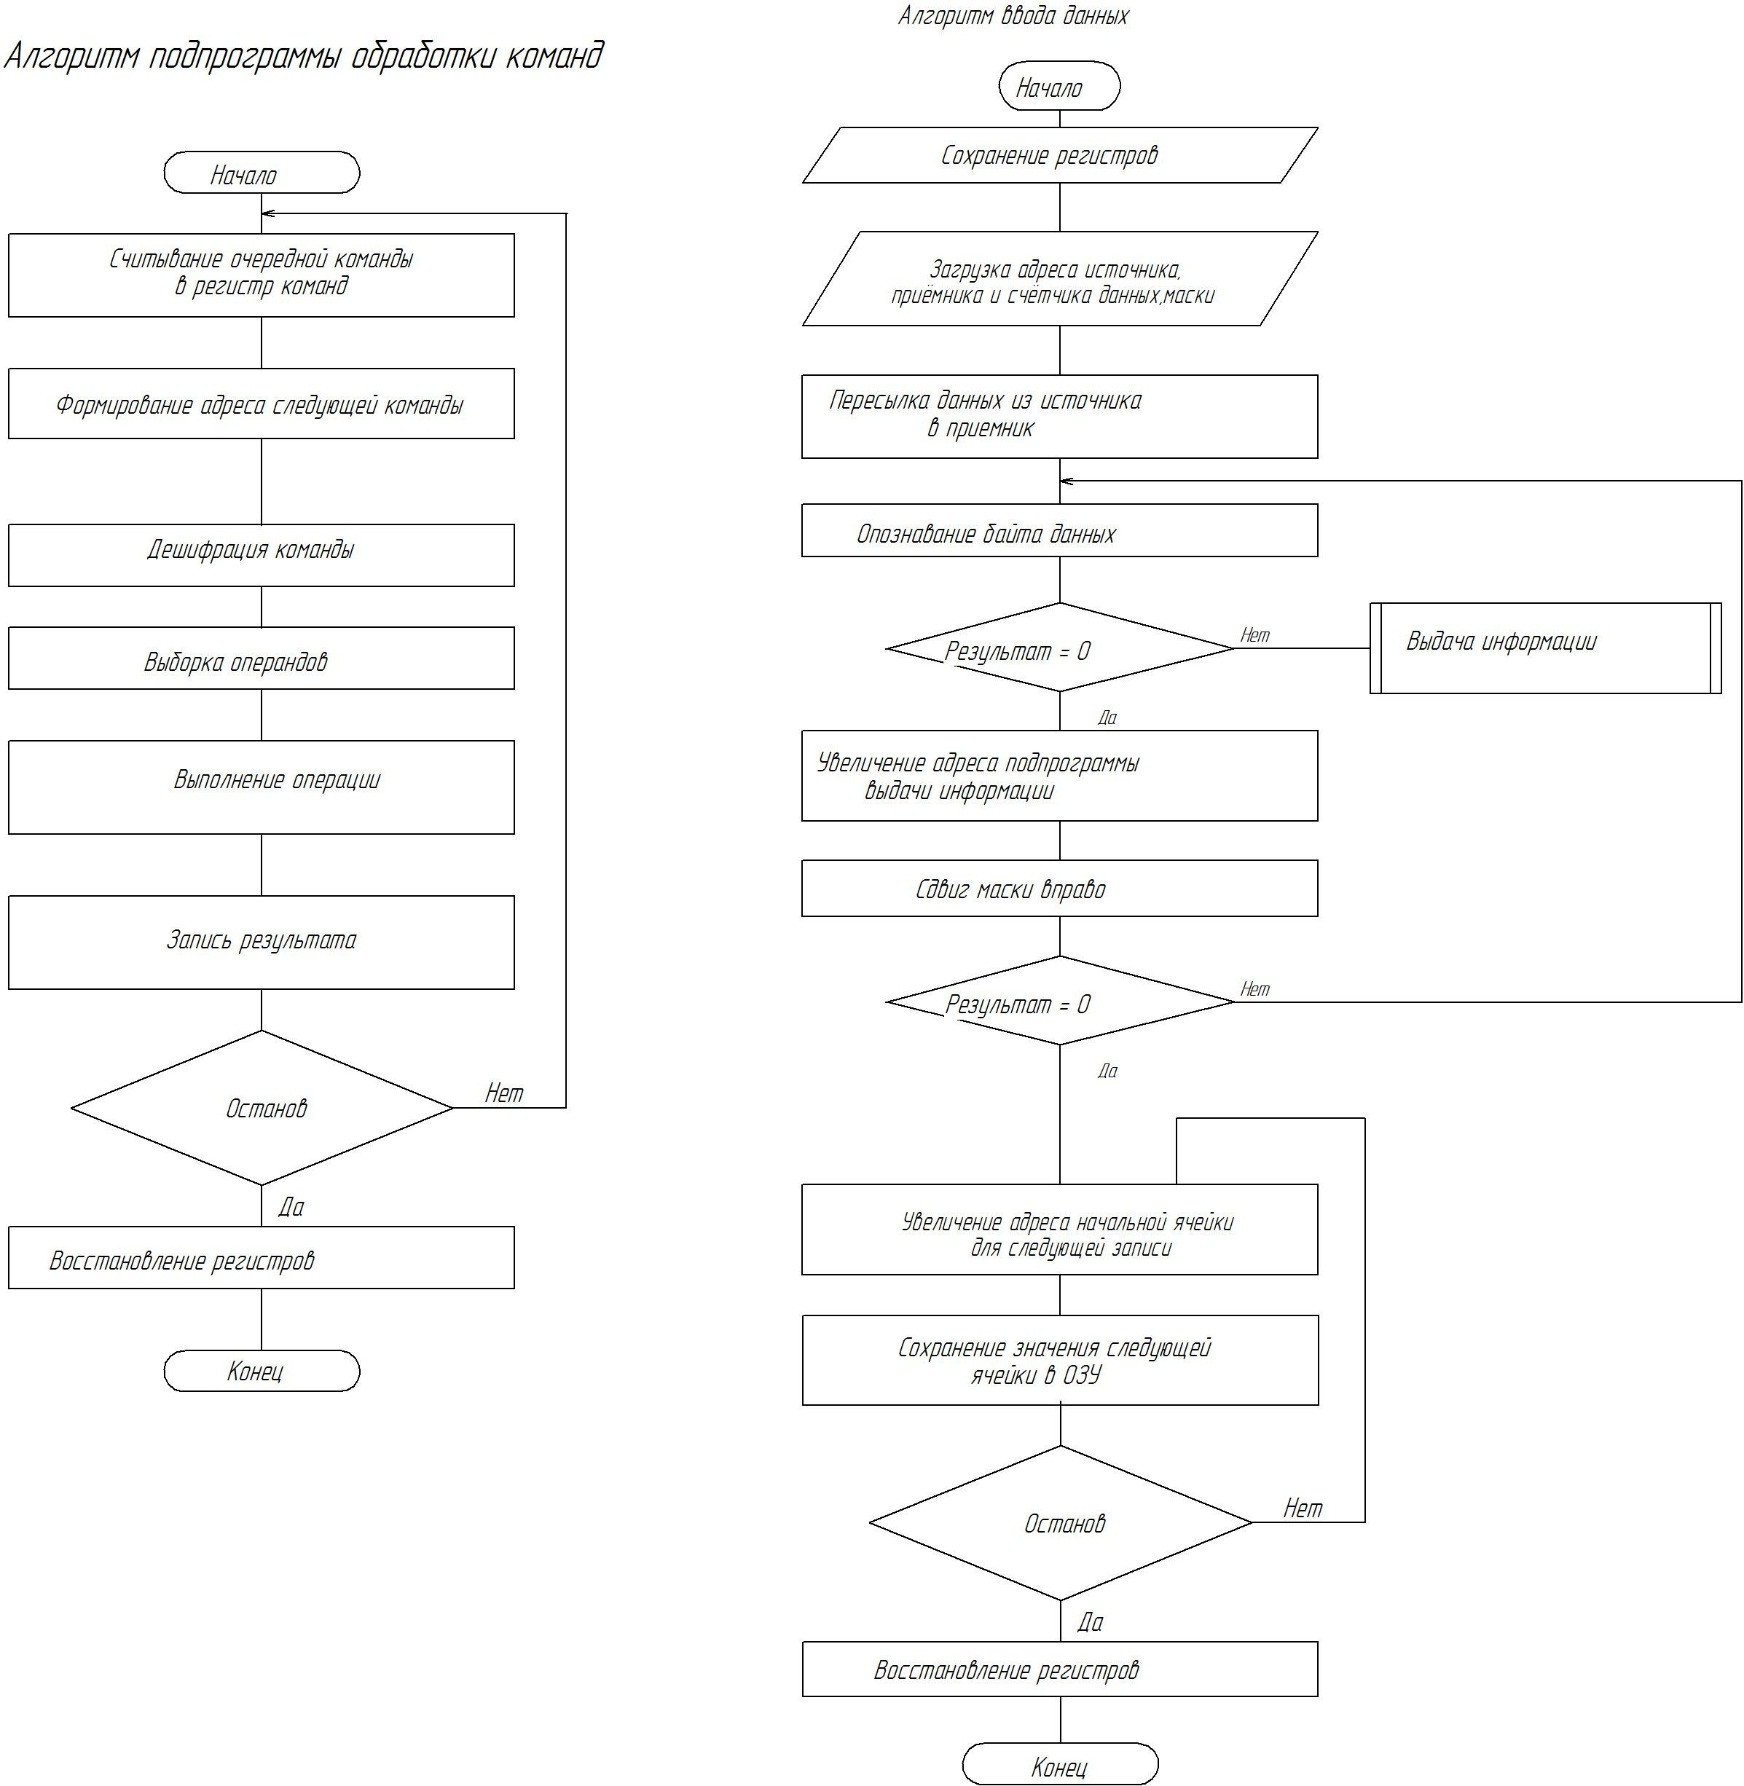 Алгоритм подпрограммы обработки команд
Начало
Считывание очередной команды
в регистр команд
Формирование адреса следующей команды
Дешифрация команды
Выборка операндов
Выполнение операции
Запись результата
Останов
Нет
Да
Восстановление регистров
Конец
Алгоритм ввода данных
Начало
Сохранение регистров
Загрузка адреса источника,
приёмника и счётчика данных,маски
Пересылка данных из источника
в приемник
Опознавание байта данных
Результат = 0
Нет
Выдача информации
Да
Увеличение адреса подпрограммы
выдачи информации
Сдвиг маски вправо
Результат = 0
Нет
Да
Увеличение адреса начальной ячейки
для следующей записи
Сохранение значения следующей
ячейки в ОЗУ
Останов
Нет
Да
Восстановление регистров
Конец